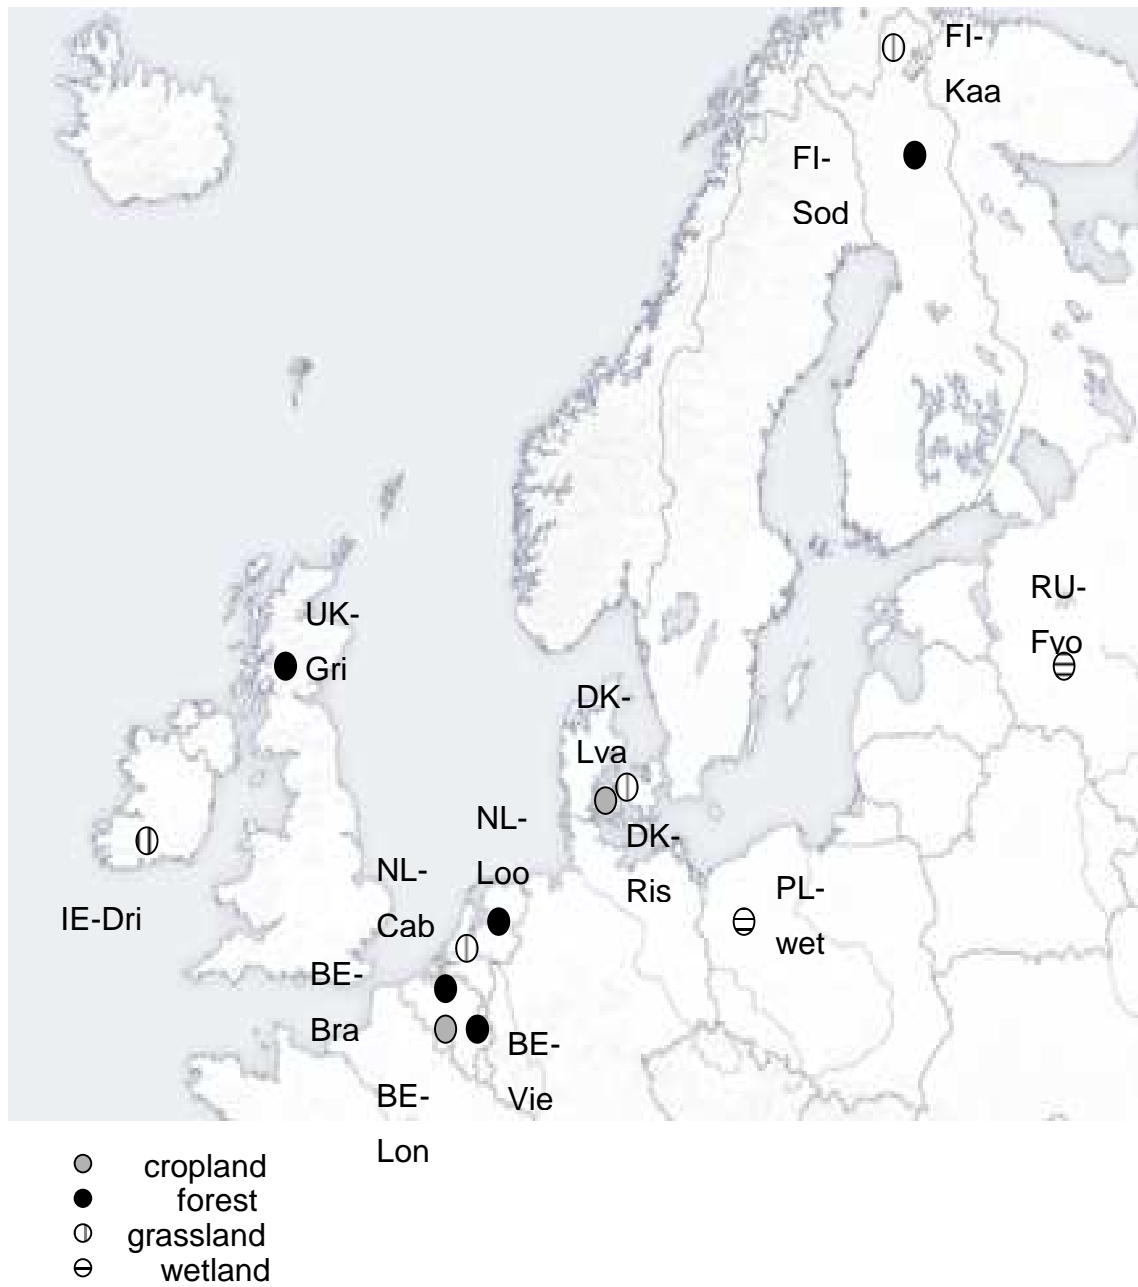 FI-
Kaa
FI-
Sod
UK-
Gri
RU-
Fyo
DK-
Lva
NL-
Loo
DK-
Ris
NL-
Cab
PL-
wet
IE-Dri
BE-
Bra
BE-
Vie
BE-
Lon
cropland
forest
grassland
wetland